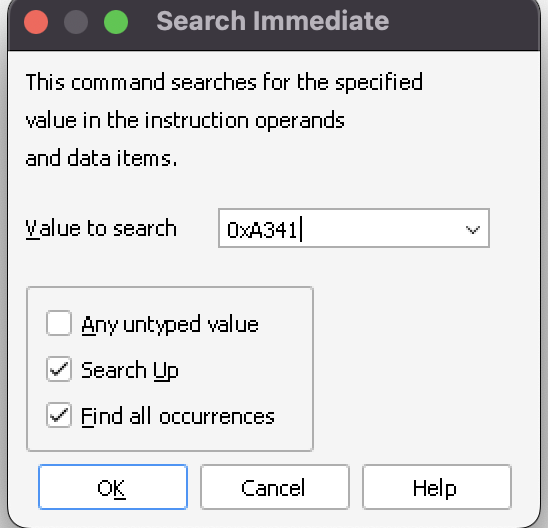 Search Immediate
This command searches for the specified
value in the instruction operands
and data items.
Value to search 0xA341
Any untyped value
Search Up
Find all occurrences
OK Cancel Help